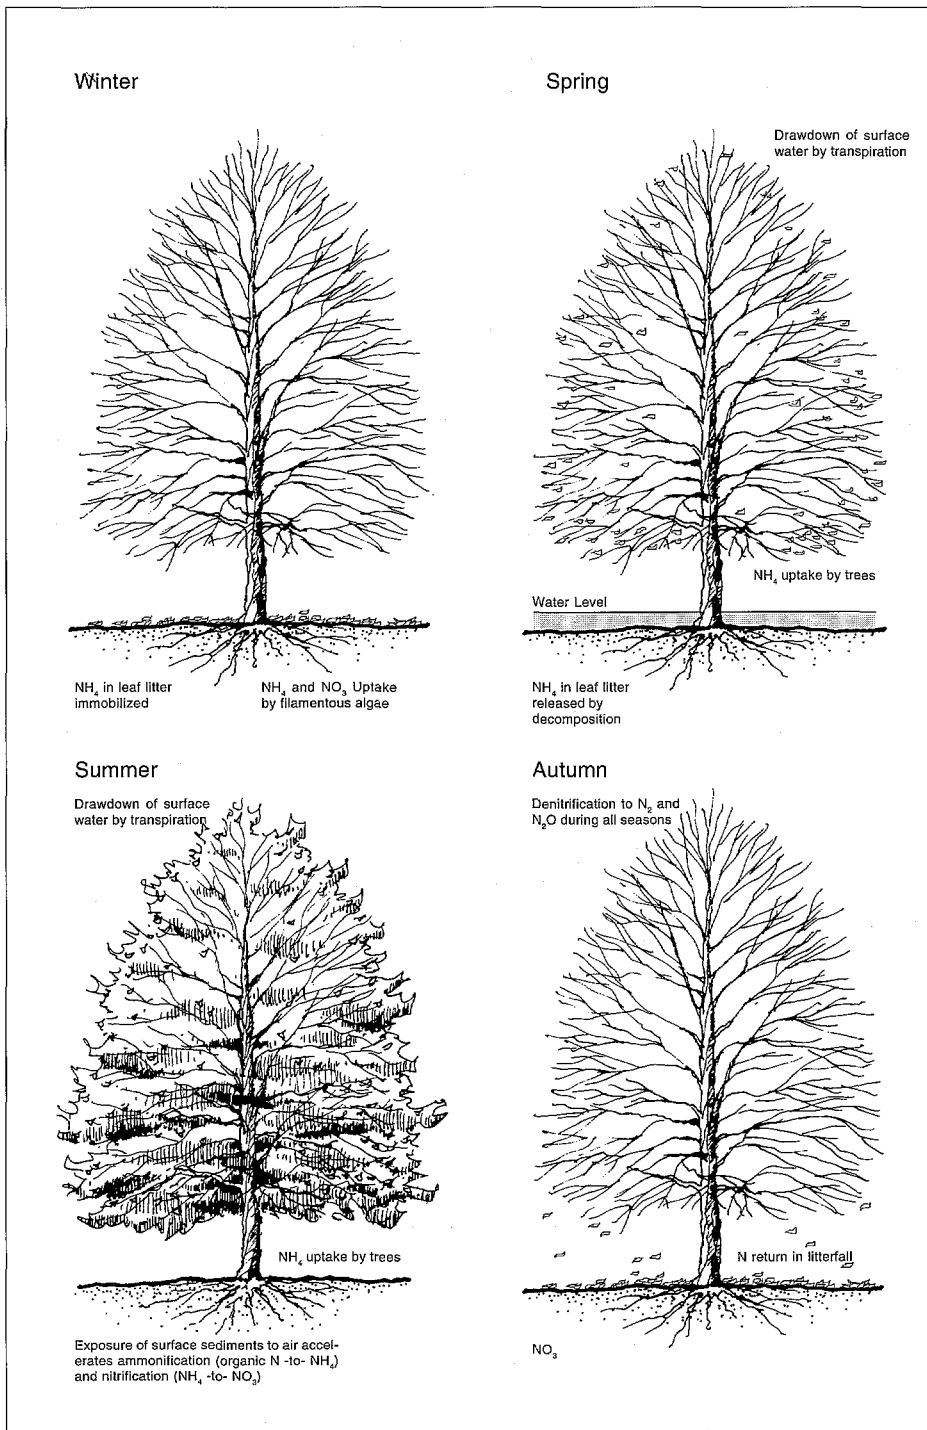 Winter
NH₄ in leaf litter
immobilized
NH₄ and NO₃ Uptake
by filamentous algae
Spring
Drawdown of surface
water by transpiration
NH₄ uptake by trees
Water Level
NH₄ in leaf litter
released by
decomposition
Summer
Drawdown of surface
water by transpiration
NH₄ uptake by trees
Exposure of surface sediments to air accel-
erates ammonification (organic N -to- NH₄)
and nitrification (NH₄ -to- NO₃)
Autumn
Denitrification to N₂ and
N₂O during all seasons
N return in litterfall
NO₃